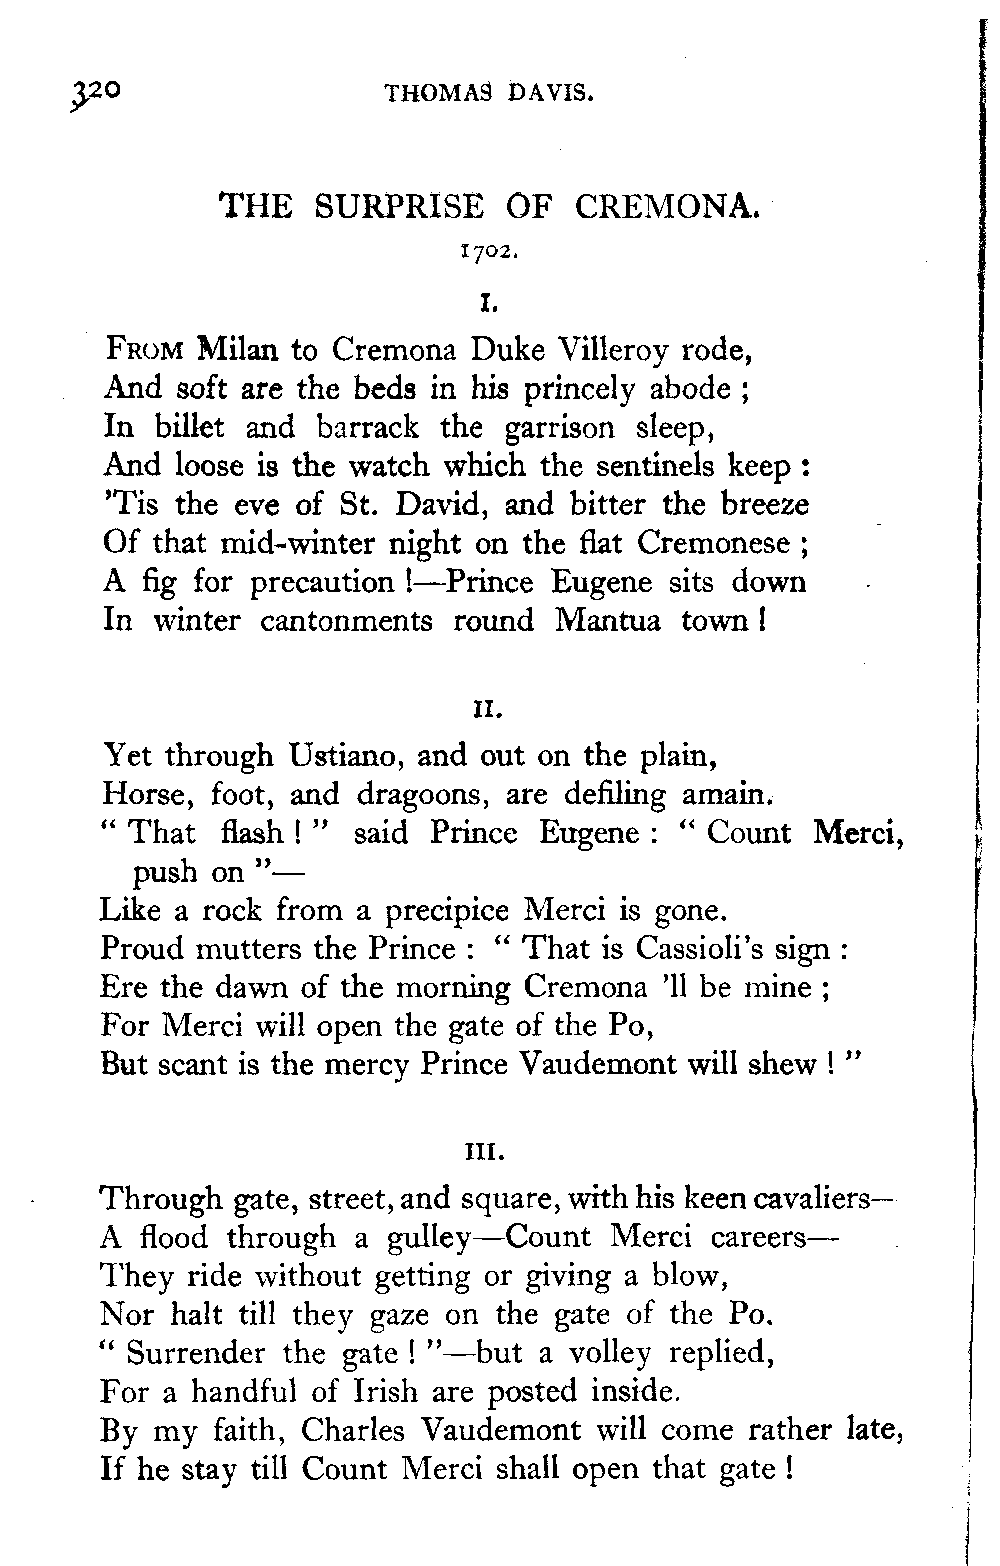 320 THOMAS DAVIS.
THE SURPRISE OF CREMONA.
1702.
I.
FROM Milan to Cremona Duke Villeroy rode,
And soft are the beds in his princely abode ;
In billet and barrack the garrison sleep,
And loose is the watch which the sentinels keep :
'Tis the eve of St. David, and bitter the breeze
Of that mid-winter night on the flat Cremonese ;
A fig for precaution !—Prince Eugene sits down
In winter cantonments round Mantua town !
II.
Yet through Ustiano, and out on the plain,
Horse, foot, and dragoons, are defiling amain.
“ That flash ! ” said Prince Eugene : “ Count Merci,
push on ”—
Like a rock from a precipice Merci is gone.
Proud mutters the Prince : “ That is Cassioli's sign :
Ere the dawn of the morning Cremona 'll be mine ;
For Merci will open the gate of the Po,
But scant is the mercy Prince Vaudemont will shew ! ”
III.
Through gate, street, and square, with his keen cavaliers—
A flood through a gulley—Count Merci careers—
They ride without getting or giving a blow,
Nor halt till they gaze on the gate of the Po.
“ Surrender the gate ! ”—but a volley replied,
For a handful of Irish are posted inside.
By my faith, Charles Vaudemont will come rather late,
If he stay till Count Merci shall open that gate !